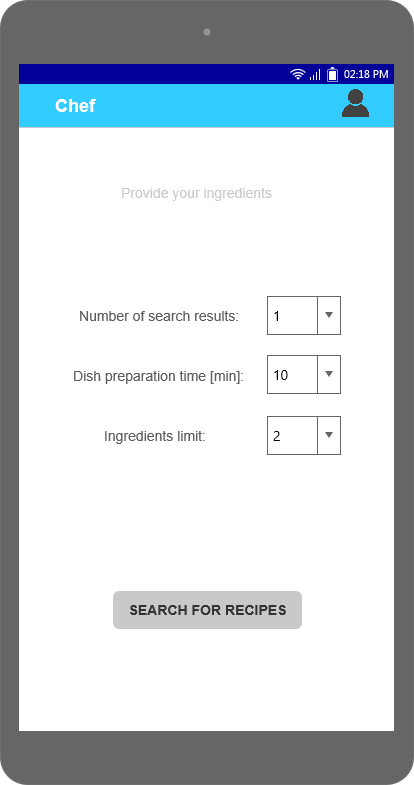 02:18 PM
Chef
Provide your ingredients
Number of search results: 1
Dish preparation time [min]: 10
Ingredients limit: 2
SEARCH FOR RECIPES